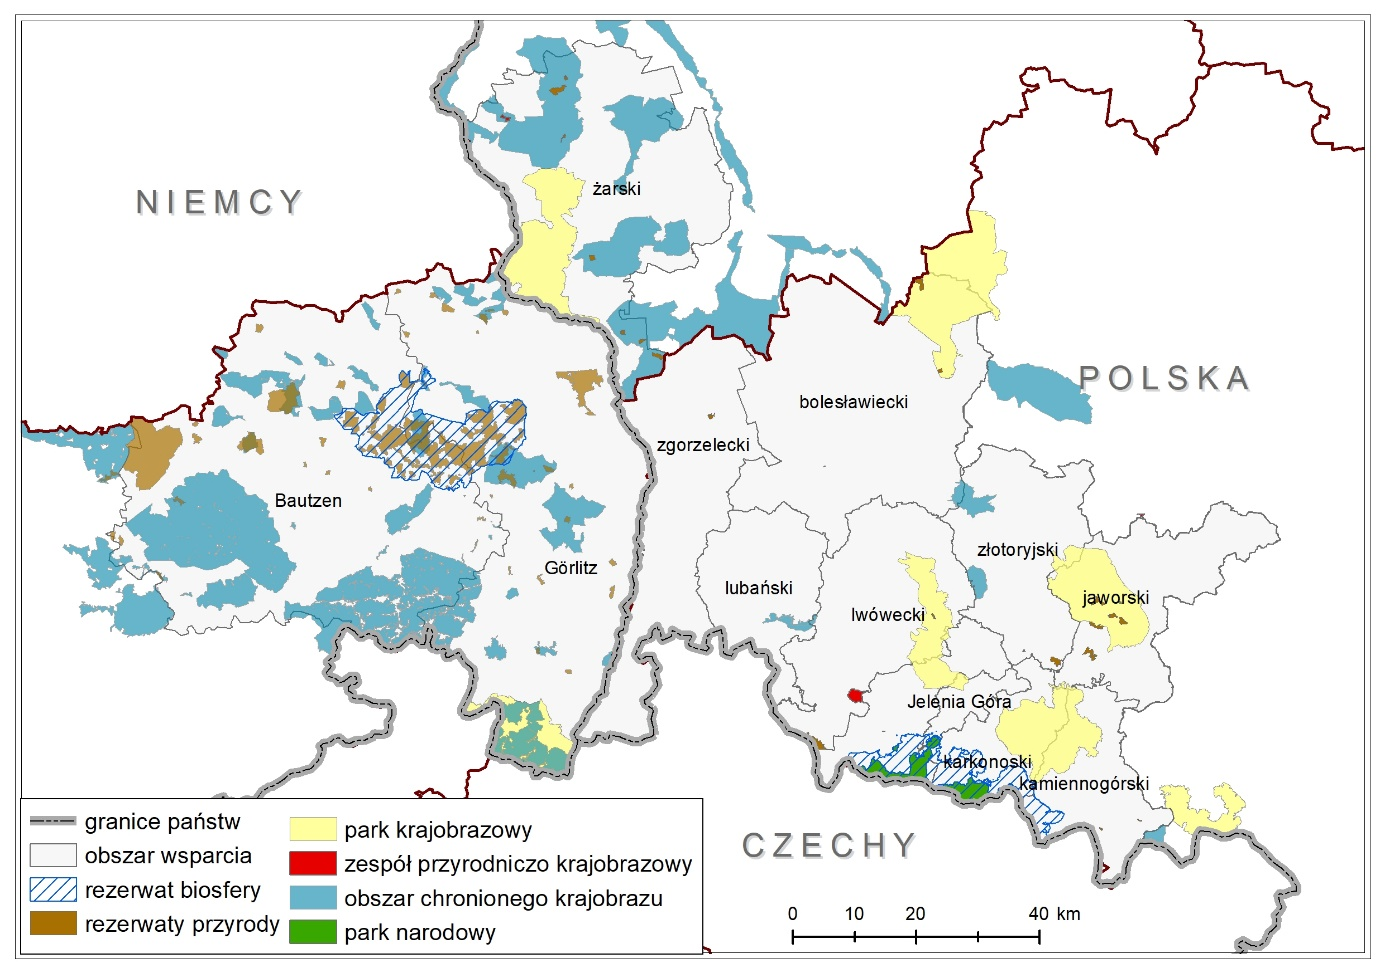 żarski
NIEMCY
POLSKA
bolesławiecki
zgorzelecki
Bautzen
złotoryjski
Görlitz
lubański
jaworski
lwówecki
Jelenia Góra
karkonoski
kamiennogórski
CZECHY
granice państw
obszar wsparcia
rezerwat biosfery
rezerwaty przyrody
park krajobrazowy
zespół przyrodniczo krajobrazowy
obszar chronionego krajobrazu
park narodowy
0 10 20 40 km